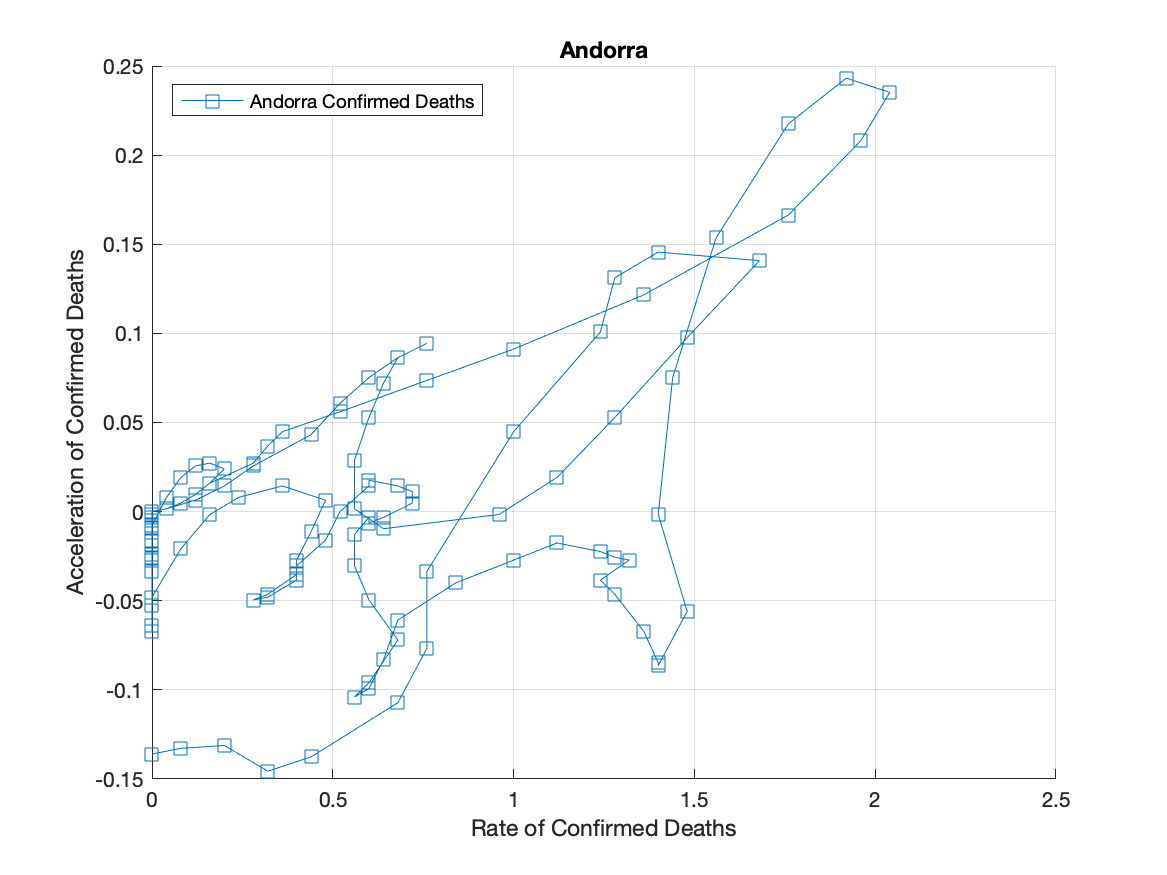 Andorra
Andorra Confirmed Deaths
Acceleration of Confirmed Deaths
0.25
0.2
0.15
0.1
0.05
0
-0.05
-0.1
-0.15
0 0.5 1 1.5 2 2.5
Rate of Confirmed Deaths